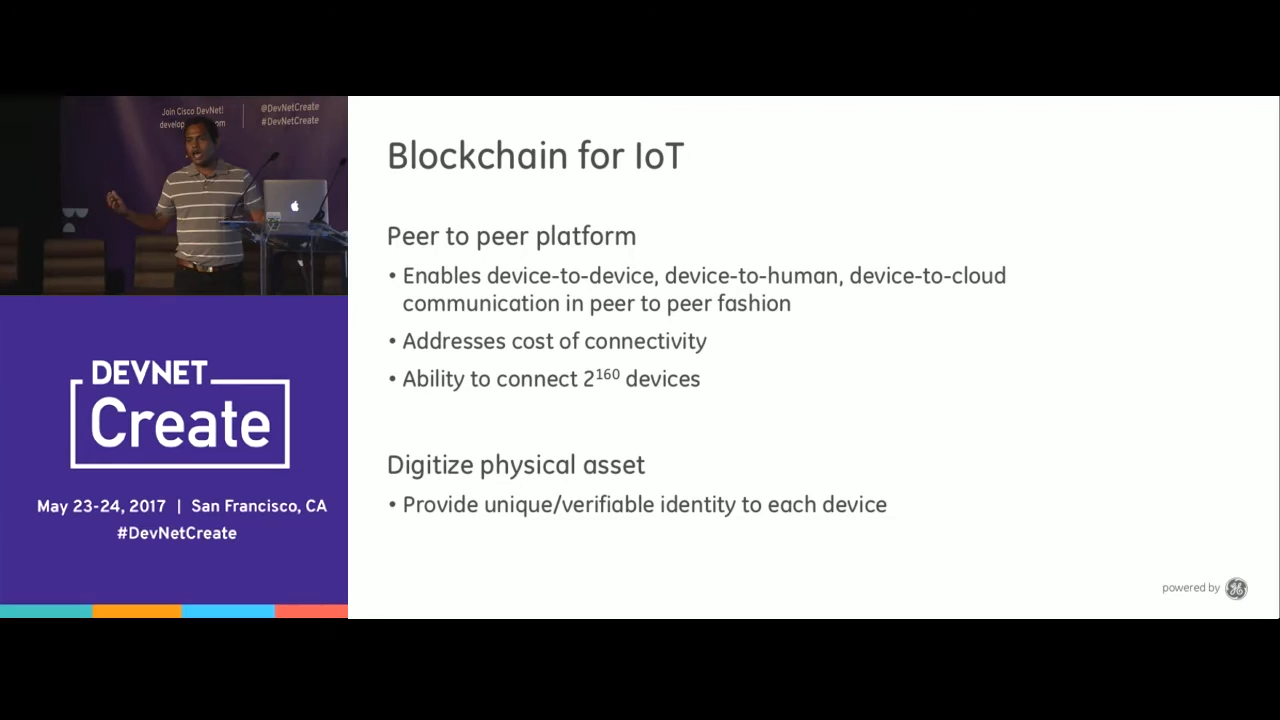 Join Cisco DevNet!
@DevNetCreate
#DevNetCreate
DEVNET
Create
May 23-24, 2017 | San Francisco, CA
#DevNetCreate
Blockchain for IoT
Peer to peer platform
• Enables device-to-device, device-to-human, device-to-cloud
communication in peer to peer fashion
• Addresses cost of connectivity
• Ability to connect 2¹⁶⁰ devices
Digitize physical asset
• Provide unique/verifiable identity to each device
powered by